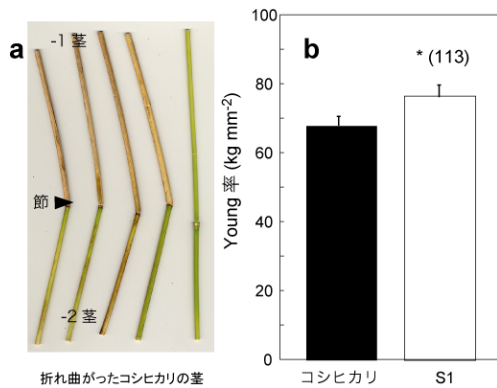 a
-1 茎
節
-2 茎
折れ曲がったコシヒカリの茎
b
* (113)
Young 率 (kg mm-2)
100
80
60
40
20
0
コシヒカリ
S1